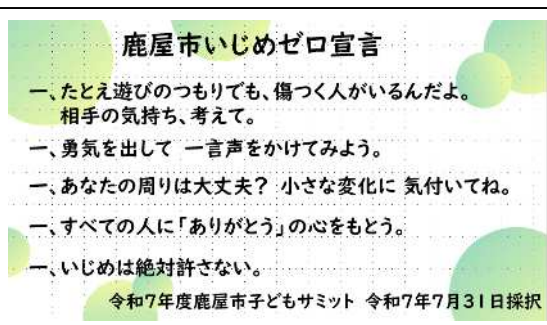 鹿屋市いじめゼロ宣言
一、たとえ遊びのつもりでも、傷つく人がいるんだよ。
相手の気持ち、考えて。
一、勇気を出して 一言声をかけてみよう。
一、あなたの周りは大丈夫? 小さな変化に 気付いてね。
一、すべての人に「ありがとう」の心をもとう。
一、いじめは絶対許さない。
令和7年度鹿屋市子どもサミット 令和7年7月31日採択